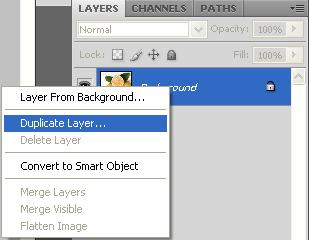 LAYERS CHANNELS PATHS
Normal Opacity: 100%
Lock: Fill: 100%
Background
Layer From Background...
Duplicate Layer...
Delete Layer
Convert to Smart Object
Merge Layers
Merge Visible
Flatten Image